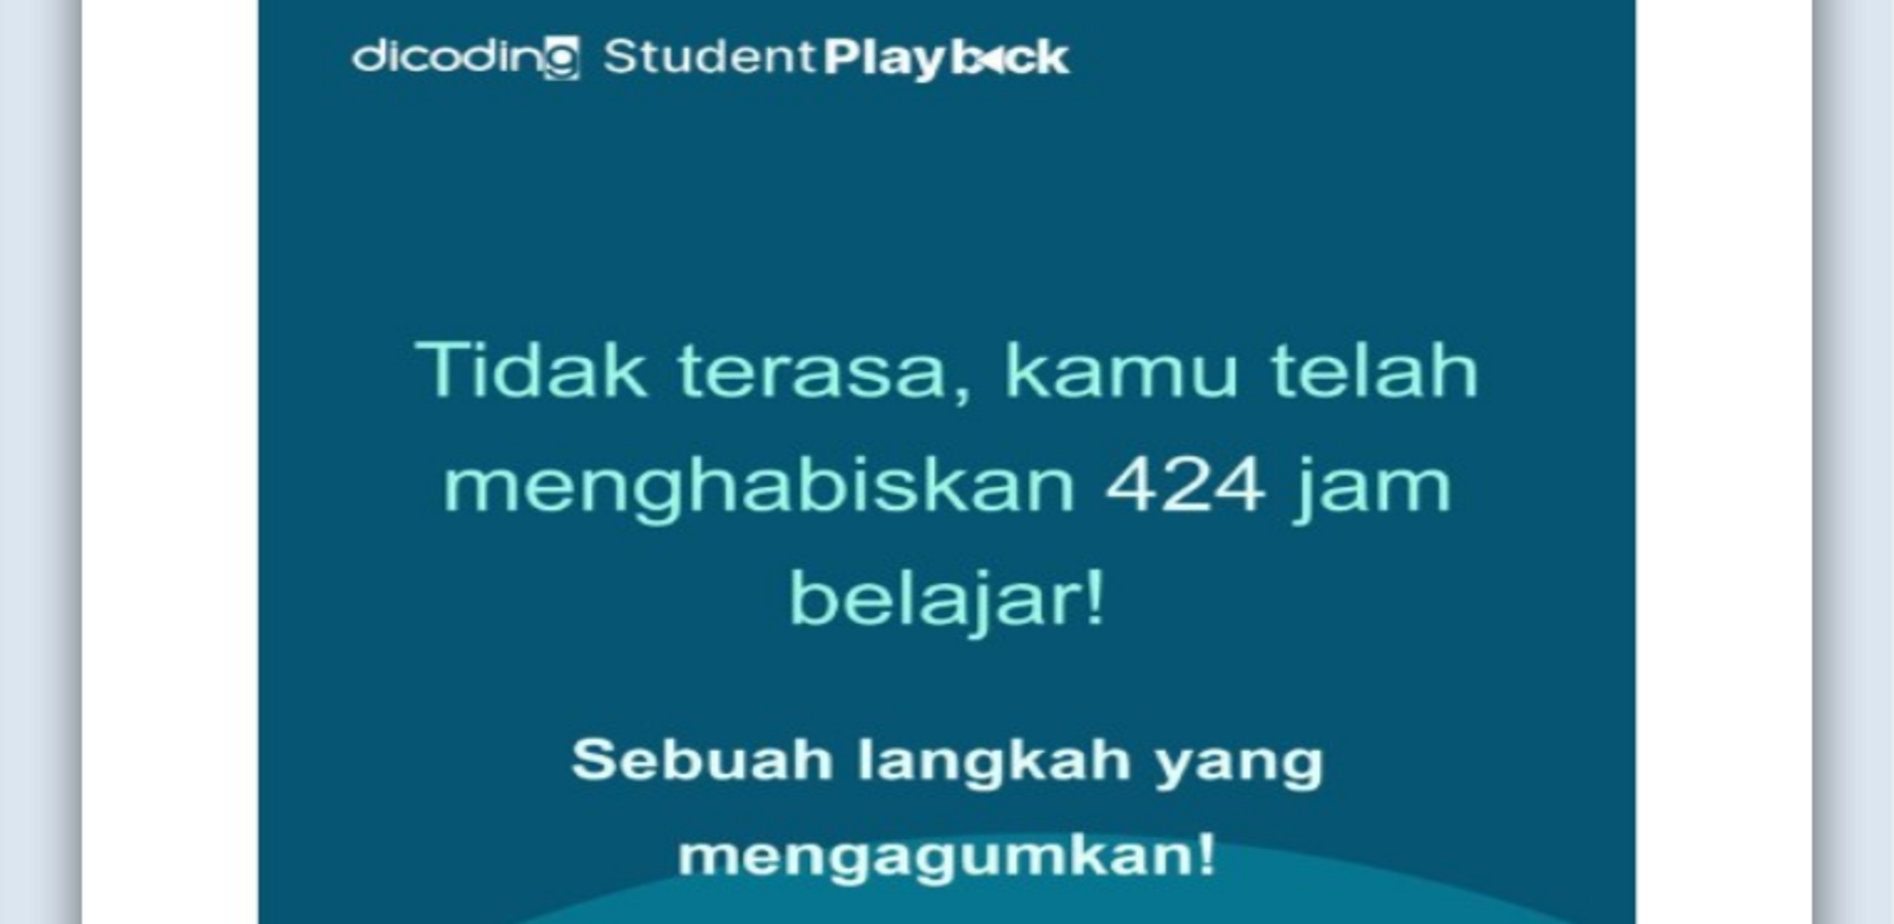 dicoding Student Playback
Tidak terasa, kamu telah
menghabiskan 424 jam
belajar!
Sebuah langkah yang
mengagumkan!